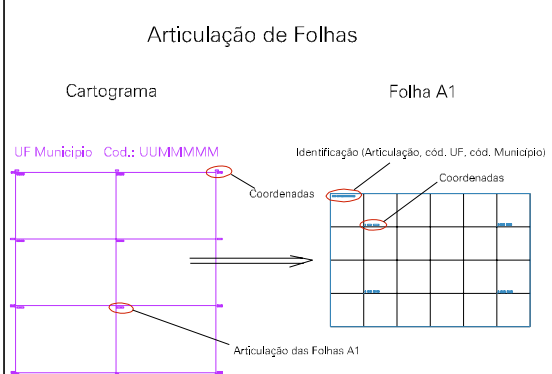 Articulação de Folhas
Cartograma
Folha A1
UF Municipio Cod.: UUMMMMM
Identificação (Articulação, cód. UF, cód. Município)
Coordenadas
Coordenadas
Articulação das Folhas A1